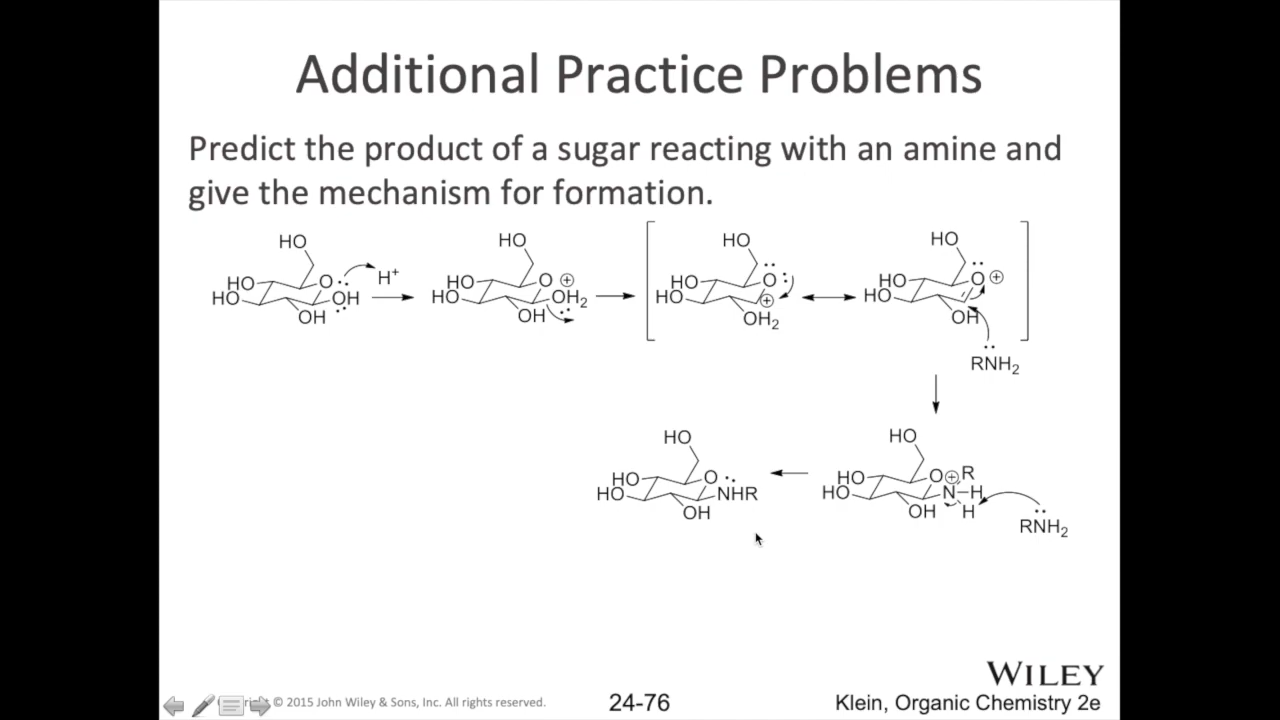 Additional Practice Problems
Predict the product of a sugar reacting with an amine and
give the mechanism for formation.
HO
HO
HO
O
OH
OH
H+
HO
HO
HO
O
OH2
OH
HO
HO
HO
O
OH2
HO
HO
HO
O
OH
RNH2
HO
HO
HO
O
NHR
OH
HO
HO
HO
O
R
N
H
OH
H
RNH2
WILEY
© 2015 John Wiley & Sons, Inc. All rights reserved.
24-76
Klein, Organic Chemistry 2e